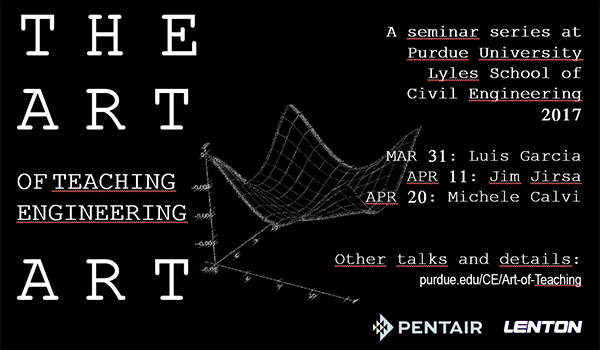 THE
ART
OF TEACHING
ENGINEERING
ART
A seminar series at
Purdue University
Lyles School of
Civil Engineering
2017
MAR 31: Luis Garcia
APR 11: Jim Jirsa
APR 20: Michele Calvi
Other talks and details:
purdue.edu/CE/Art-of-Teaching
PENTAIR LENTON